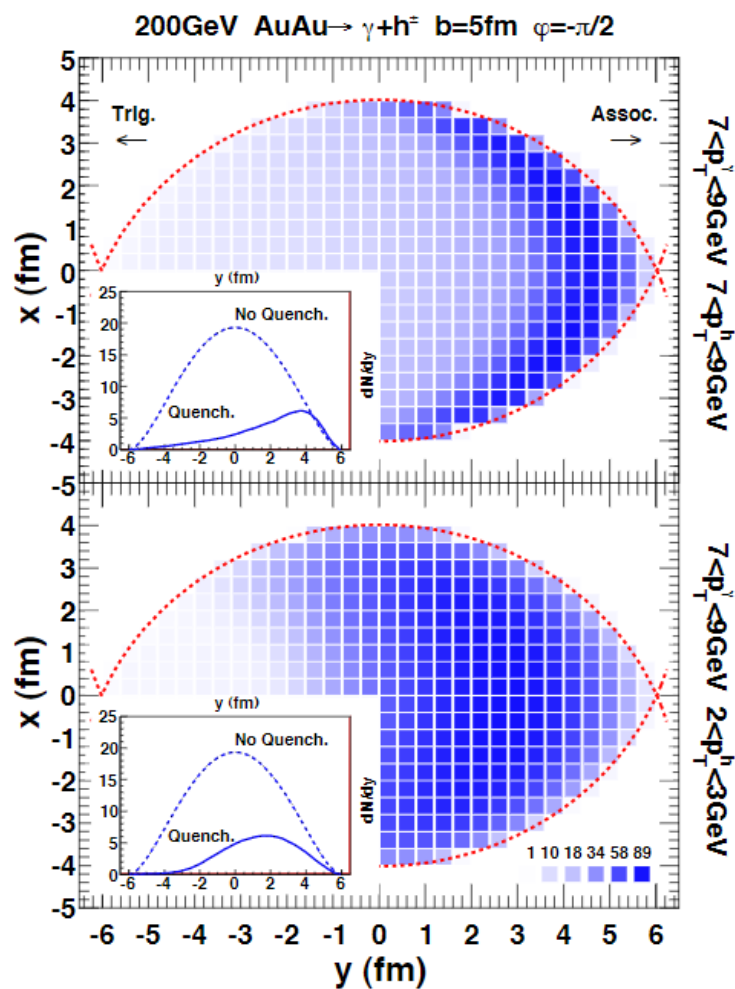 200GeV AuAu→ γ+h± b=5fm φ=-π/2
Trig. Assoc.
← →
x (fm)
5
4
3
2
1
0
-1
-2
-3
-4
-5
7<p_T^γ<9GeV 7<p_T^h<9GeV
y (fm)
25
20
15
10
5
0
No Quench.
Quench.
dN/dy
-6 -4 -2 0 2 4 6
x (fm)
4
3
2
1
0
-1
-2
-3
-4
-5
7<p_T^γ<9GeV 2<p_T^h<3GeV
y (fm)
25
20
15
10
5
0
No Quench.
Quench.
dN/dy
-6 -4 -2 0 2 4 6
1 10 18 34 58 89
-6 -5 -4 -3 -2 -1 0 1 2 3 4 5 6
y (fm)